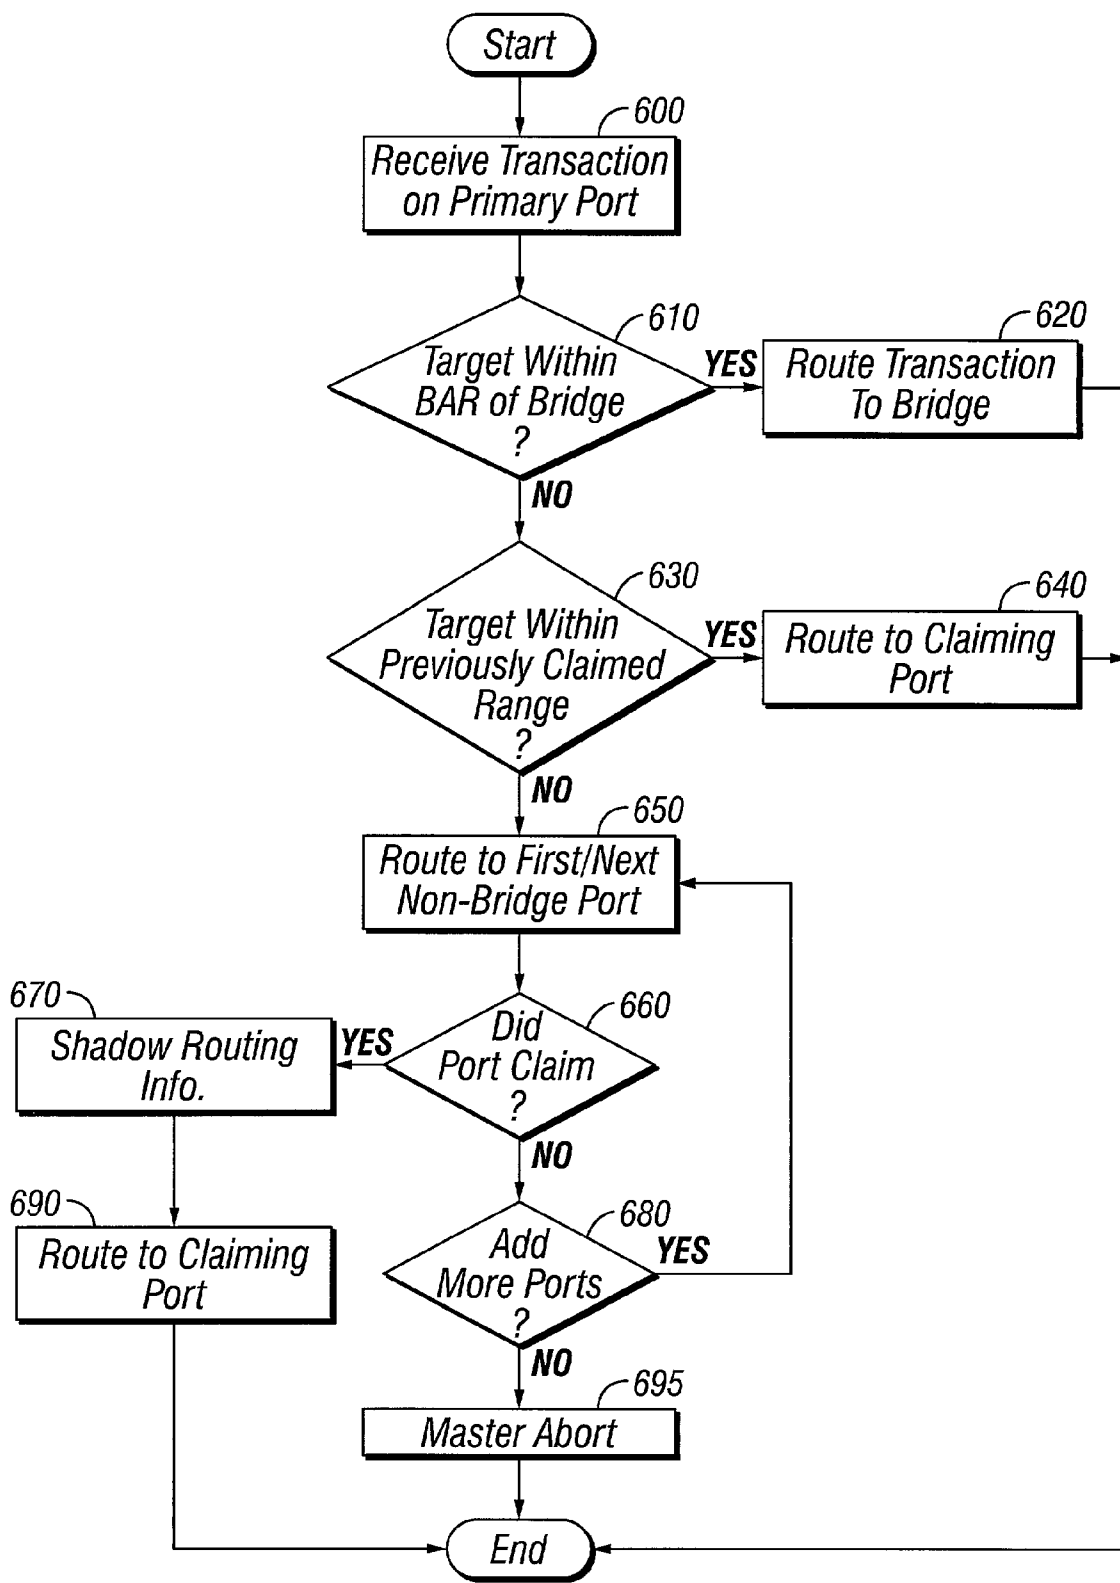 Start
600
Receive Transaction
on Primary Port
610
Target Within
BAR of Bridge
?
YES
620
Route Transaction
To Bridge
NO
630
Target Within
Previously Claimed
Range
?
YES
640
Route to Claiming
Port
NO
650
Route to First/Next
Non-Bridge Port
660
Did
Port Claim
?
YES
670
Shadow Routing
Info.
NO
680
Add
More Ports
?
YES
690
Route to Claiming
Port
NO
695
Master Abort
End